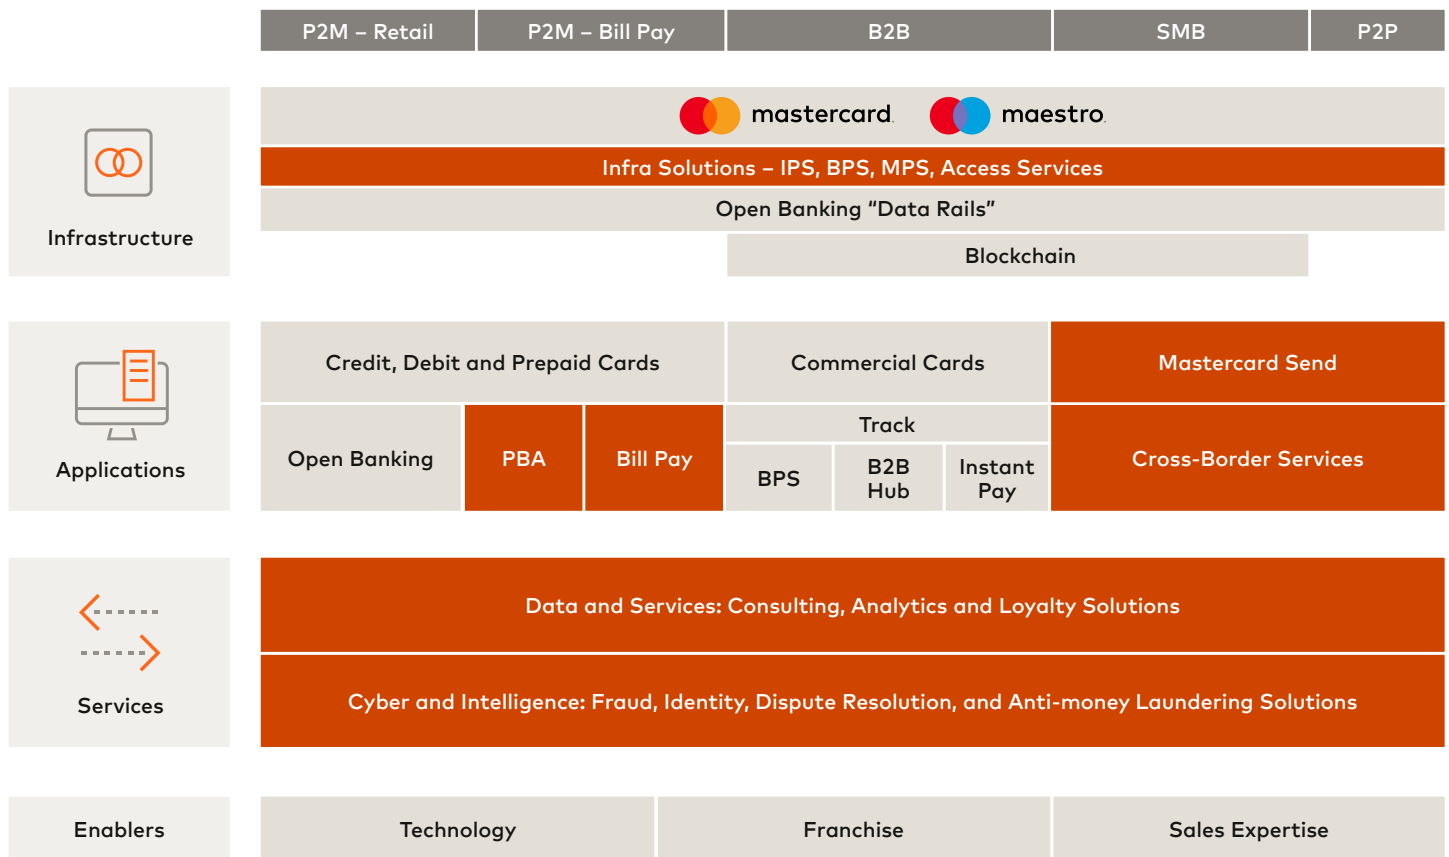 P2M – Retail
P2M – Bill Pay
B2B
SMB
P2P
Infrastructure
mastercard.
maestro.
Infra Solutions – IPS, BPS, MPS, Access Services
Open Banking “Data Rails”
Blockchain
Applications
Credit, Debit and Prepaid Cards
Commercial Cards
Mastercard Send
Open Banking
PBA
Bill Pay
Track
BPS
B2B
Hub
Instant
Pay
Cross-Border Services
Services
Data and Services: Consulting, Analytics and Loyalty Solutions
Cyber and Intelligence: Fraud, Identity, Dispute Resolution, and Anti-money Laundering Solutions
Enablers
Technology
Franchise
Sales Expertise